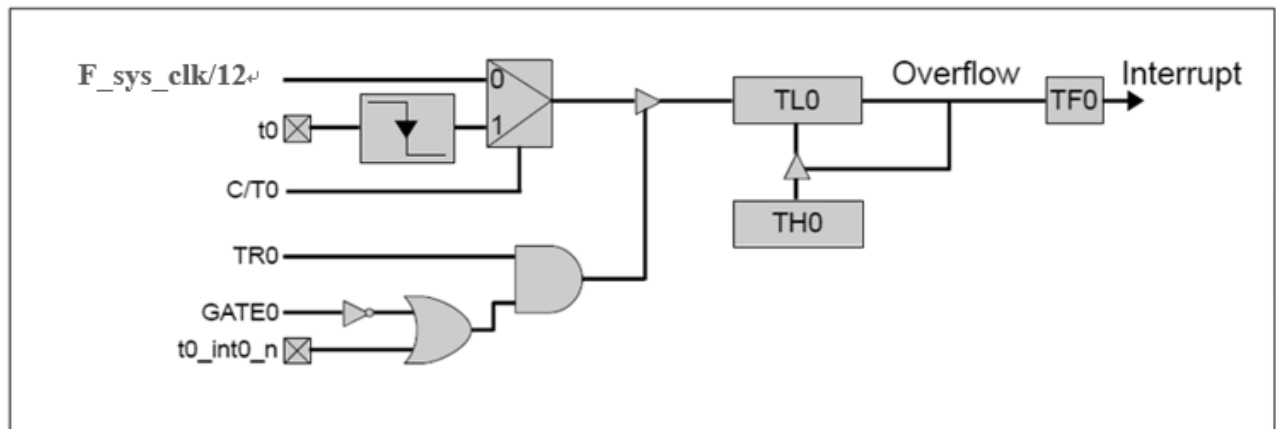 F_sys_clk/12↵
t0
C/T0
TR0
GATE0
t0_int0_n
0
1
TL0
TH0
Overflow
TF0
Interrupt